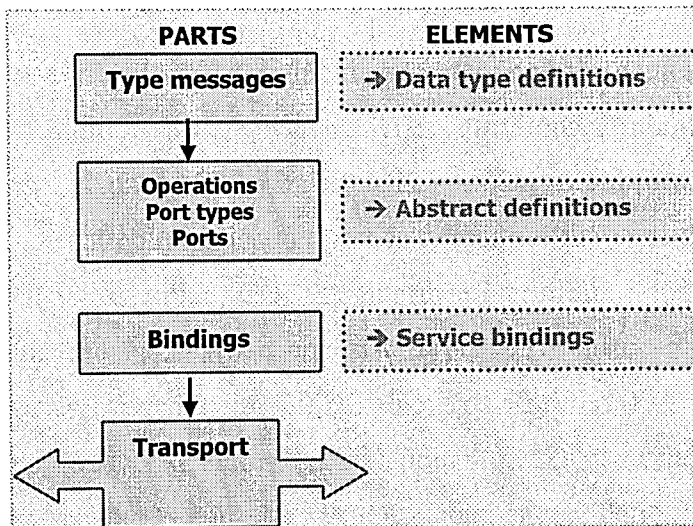 PARTS ELEMENTS
Type messages → Data type definitions
Operations
Port types
Ports
→ Abstract definitions
Bindings → Service bindings
Transport